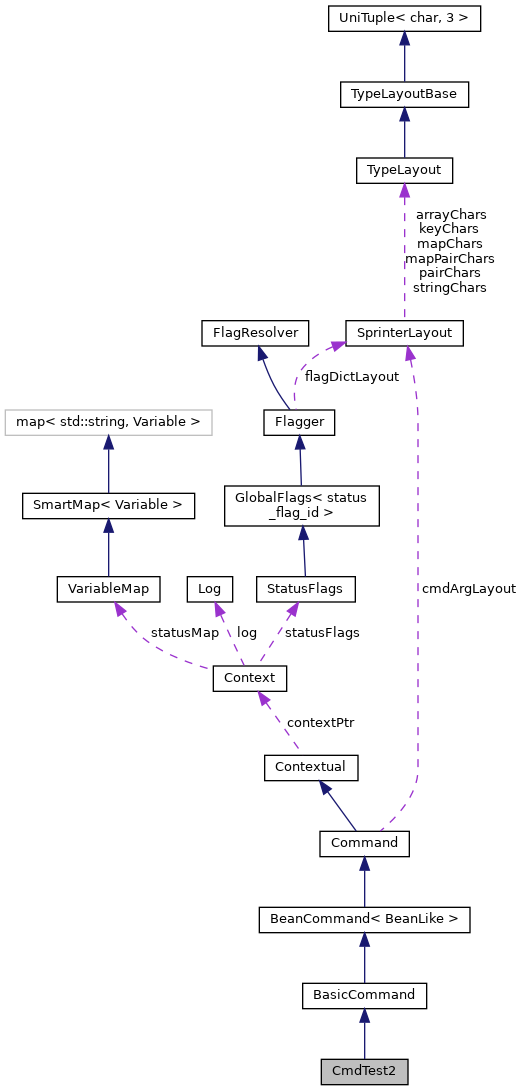 UniTuple< char, 3 >
TypeLayoutBase
TypeLayout
arrayChars
keyChars
mapChars
mapPairChars
pairChars
stringChars
FlagResolver
SprinterLayout
flagDictLayout
map< std::string, Variable >
Flagger
SmartMap< Variable >
GlobalFlags< status
_flag_id >
VariableMap
Log
StatusFlags
cmdArgLayout
statusMap
log
statusFlags
Context
contextPtr
Contextual
Command
BeanCommand< BeanLike >
BasicCommand
CmdTest2